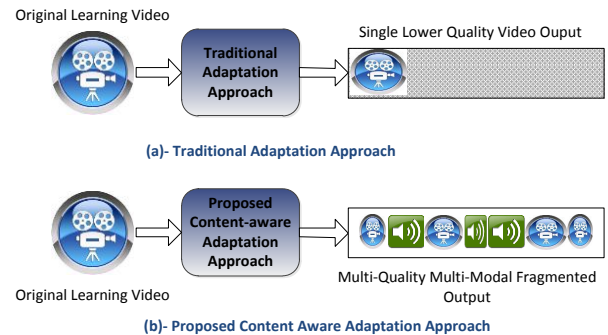 Original Learning Video
Traditional
Adaptation
Approach
Single Lower Quality Video Ouput
(a)- Traditional Adaptation Approach
Proposed
Content-aware
Adaptation
Approach
Original Learning Video
Multi-Quality Multi-Modal Fragmented
Output
(b)- Proposed Content Aware Adaptation Approach